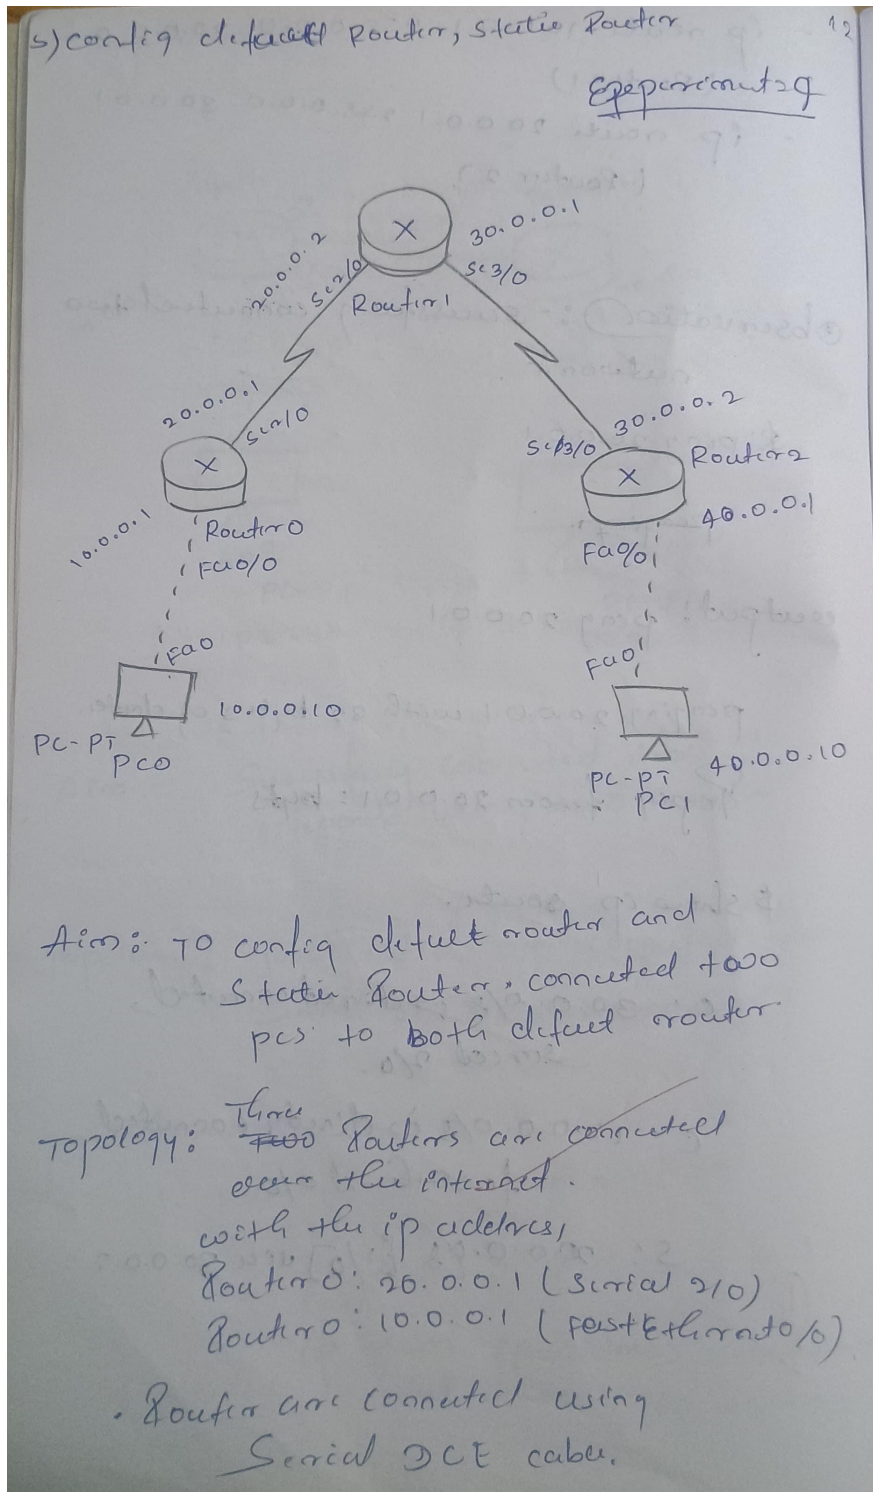 5) config default Router, Static Router
12
Experiment 29
20.0.0.2
30.0.0.1
Se2/0
Se3/0
Router1
20.0.0.1
Se2/0
30.0.0.2
Se3/0
Router2
10.0.0.1
Router0
40.0.0.1
Fa0/0
Fa0/0
Fa0
Fa0
10.0.0.10
PC-PT
PC0
40.0.0.10
PC-PT
PC1
Aim: To config defult router and
Static Router, connected two
pcs to both defult router
Three
Topology: Two Routers are connected
over the internet.
with the ip address,
Router0: 20.0.0.1 (Serial 2/0)
Router0: 10.0.0.1 (FastEthernet0/0)
. Router are connected using
Serial DCE cable.